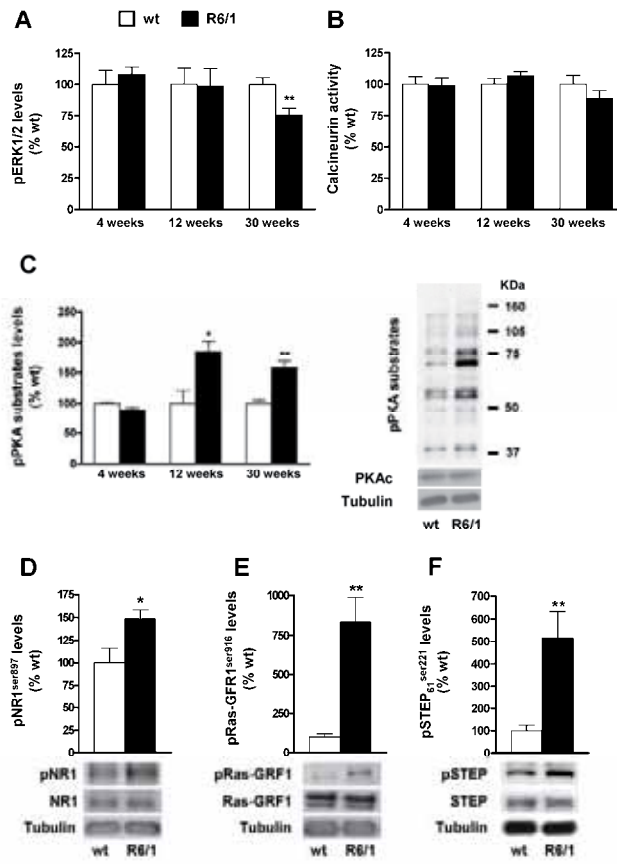 A
wt
R6/1
pERK1/2 levels
(% wt)
125
100
75
50
25
0
**
4 weeks
12 weeks
30 weeks
B
Calcineurin activity
(% wt)
125
100
75
50
25
0
4 weeks
12 weeks
30 weeks
C
pPKA substrates levels
(% wt)
250
200
150
100
50
0
*
**
4 weeks
12 weeks
30 weeks
pPKA substrates
KDa
160
105
75
50
37
PKAc
Tubulin
wt
R6/1
D
pNR1ser897 levels
(% wt)
175
150
125
100
75
50
25
0
*
pNR1
NR1
Tubulin
wt
R6/1
E
pRas-GFR1ser916 levels
(% wt)
1000
750
500
250
0
**
pRas-GRF1
Ras-GRF1
Tubulin
wt
R6/1
F
pSTEP61ser221 levels
(% wt)
700
600
500
400
300
200
100
0
**
pSTEP
STEP
Tubulin
wt
R6/1